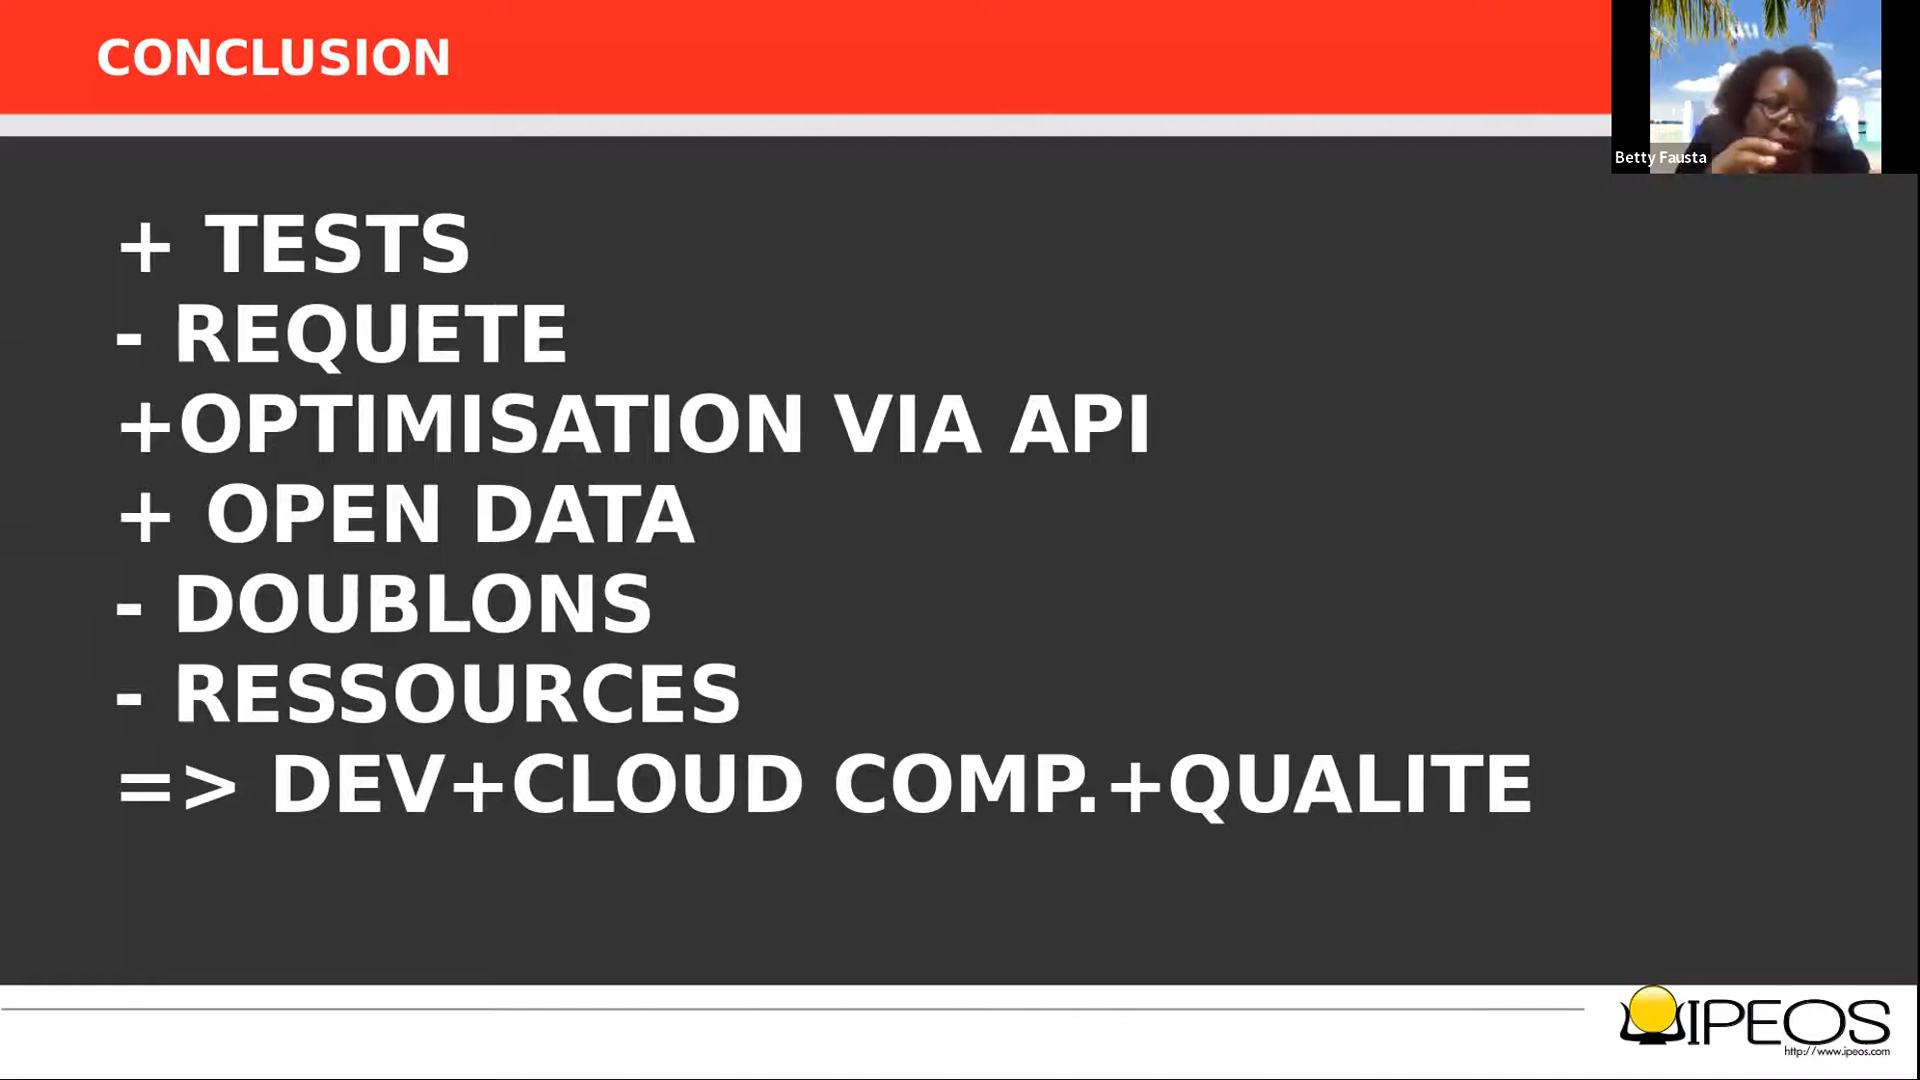 CONCLUSION
Betty Fausta
+ TESTS
- REQUETE
+OPTIMISATION VIA API
+ OPEN DATA
- DOUBLONS
- RESSOURCES
=> DEV+CLOUD COMP.+QUALITE
IPEOS
http://www.ipeos.com